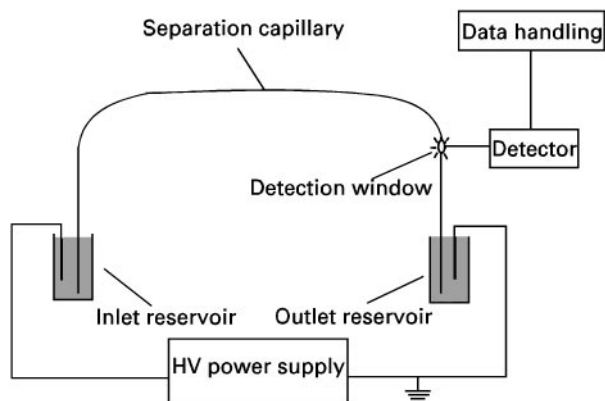 Separation capillary
Data handling
Detector
Detection window
Inlet reservoir
Outlet reservoir
HV power supply